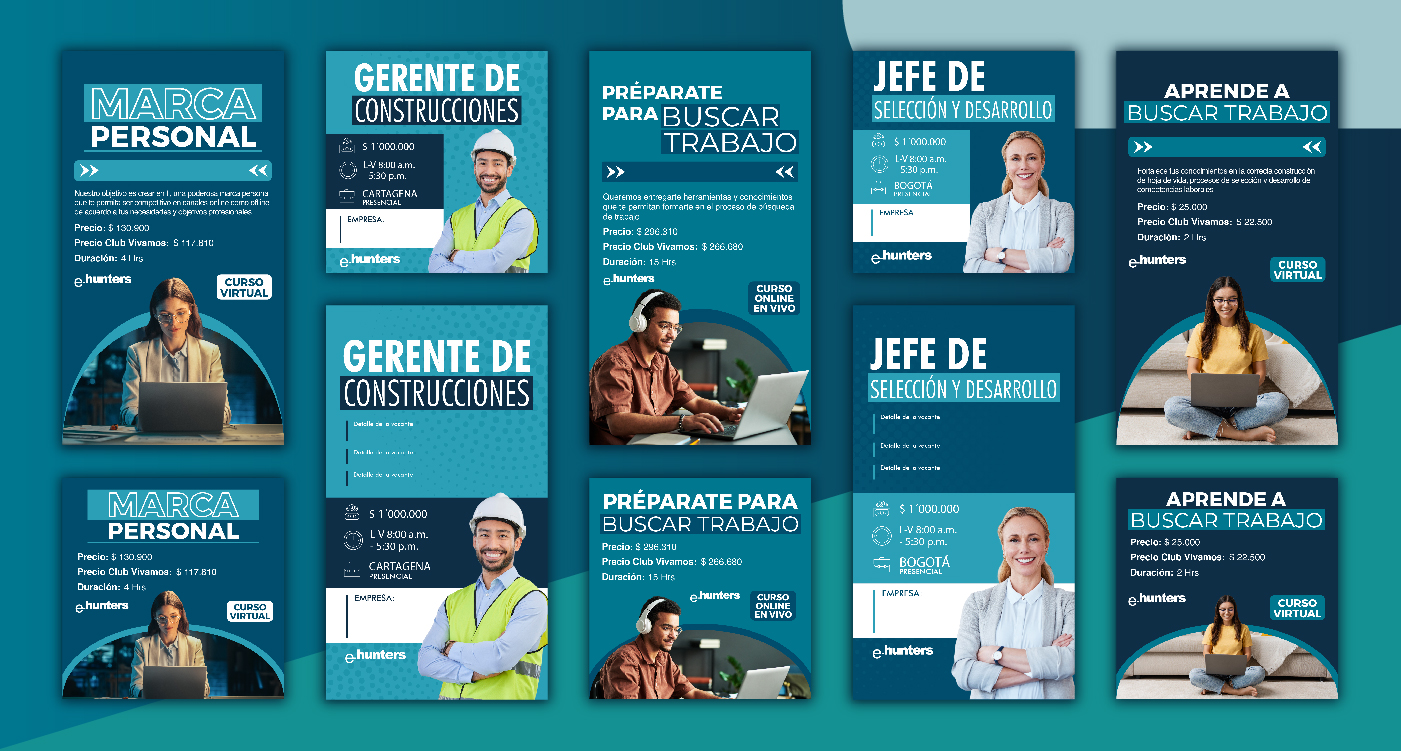 MARCA
PERSONAL
Nuestro objetivo es crear en ti, una poderosa marca personal
que te permita ser competitivo en canales online como offline
de acuerdo a tus necesidades y objetivos profesionales.
Precio: $ 130.900
Precio Club Vivamos: $ 117.810
Duración: 4 Hrs
e.hunters
CURSO
VIRTUAL
MARCA
PERSONAL
Precio: $ 130.900
Precio Club Vivamos: $ 117.810
Duración: 4 Hrs
e.hunters
CURSO
VIRTUAL
GERENTE DE
CONSTRUCCIONES
$ 1'000.000
L-V 8:00 a.m.
- 5:30 p.m.
CARTAGENA
PRESENCIAL
EMPRESA:
e.hunters
GERENTE DE
CONSTRUCCIONES
Detalle de la vacante
Detalle de la vacante
Detalle de la vacante
$ 1'000.000
L-V 8:00 a.m.
- 5:30 p.m.
CARTAGENA
PRESENCIAL
EMPRESA:
e.hunters
PRÉPARATE
PARA BUSCAR
TRABAJO
Queremos entregarte herramientas y conocimientos
que te permitan formarte en el proceso de búsqueda
de trabajo
Precio: $ 296.310
Precio Club Vivamos: $ 266.680
Duración: 15 Hrs
e.hunters
CURSO
ONLINE
EN VIVO
PRÉPARATE PARA
BUSCAR TRABAJO
Precio: $ 296.310
Precio Club Vivamos: $ 266.680
Duración: 15 Hrs
e.hunters
CURSO
ONLINE
EN VIVO
JEFE DE
SELECCIÓN Y DESARROLLO
$ 1'000.000
L-V 8:00 a.m.
- 5:30 p.m.
BOGOTÁ
PRESENCIAL
EMPRESA
e.hunters
JEFE DE
SELECCIÓN Y DESARROLLO
Detalle de la vacante
Detalle de la vacante
Detalle de la vacante
$ 1'000.000
L-V 8:00 a.m.
- 5:30 p.m.
BOGOTÁ
PRESENCIAL
EMPRESA
e.hunters
APRENDE A
BUSCAR TRABAJO
Fortalece tus conocimientos en la correcta construcción
de hoja de vida, procesos de selección y desarrollo de
competencias laborales
Precio: $ 25.000
Precio Club Vivamos: $ 22.500
Duración: 2 Hrs
e.hunters
CURSO
VIRTUAL
APRENDE A
BUSCAR TRABAJO
Precio: $ 25.000
Precio Club Vivamos: $ 22.500
Duración: 2 Hrs
e.hunters
CURSO
VIRTUAL